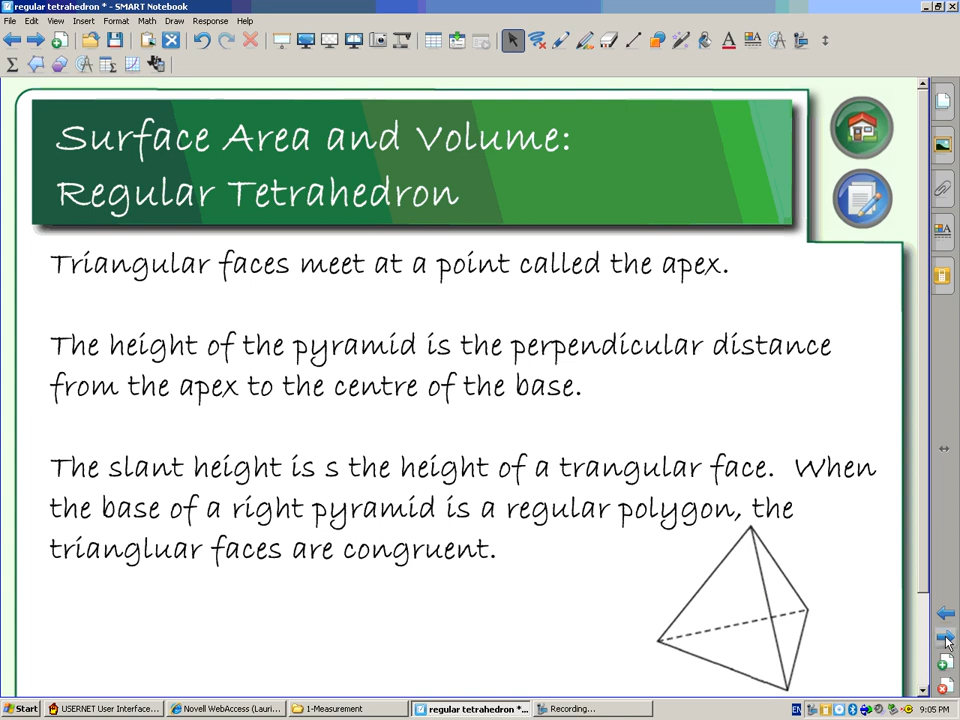 regular tetrahedron * - SMART Notebook
File Edit View Insert Format Math Draw Response Help
Surface Area and Volume:
Regular Tetrahedron
Triangular faces meet at a point called the apex.
The height of the pyramid is the perpendicular distance
from the apex to the centre of the base.
The slant height is s the height of a trangular face. When
the base of a right pyramid is a regular polygon, the
triangluar faces are congruent.
Start USERNET User Interface... Novell WebAccess (Lauri... 1-Measurement regular tetrahedron *... Recording... EN 9:05 PM